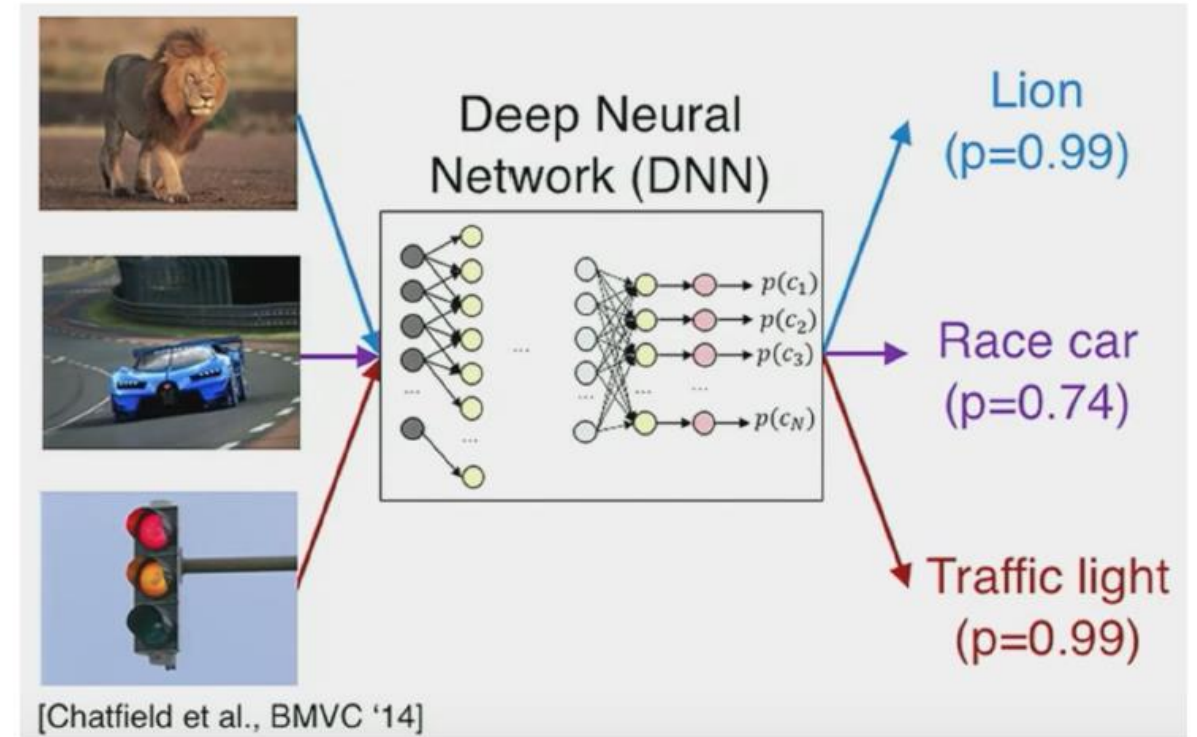 Deep Neural
Network (DNN)
...
...
...
...
...
...
p(c₁)
p(c₂)
p(c₃)
p(c_N)
Lion
(p=0.99)
Race car
(p=0.74)
Traffic light
(p=0.99)
[Chatfield et al., BMVC ‘14]